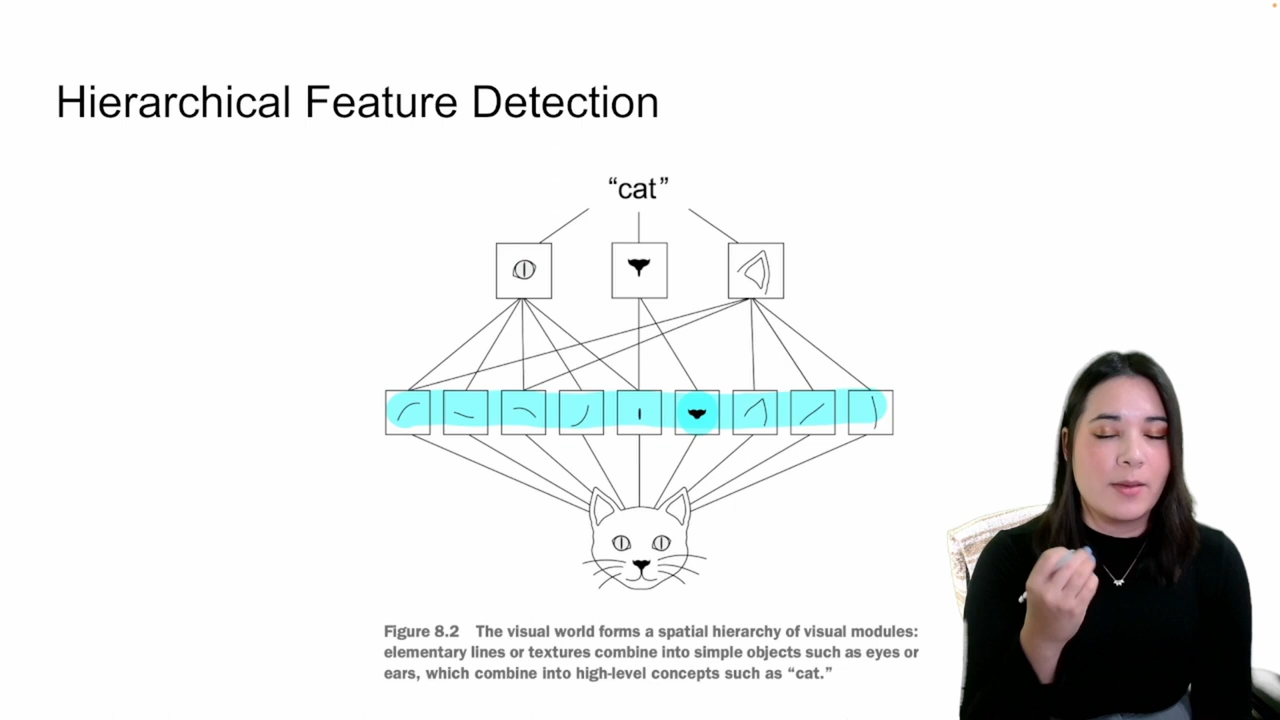 Hierarchical Feature Detection
“cat”
Figure 8.2 The visual world forms a spatial hierarchy of visual modules:
elementary lines or textures combine into simple objects such as eyes or
ears, which combine into high-level concepts such as “cat.”